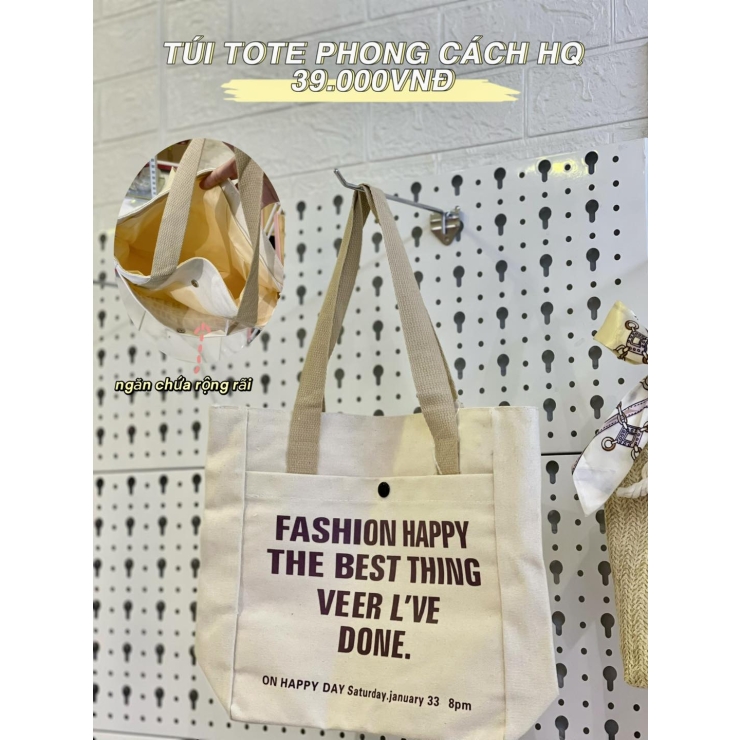 TÚI TOTE PHONG CÁCH HQ
39.000VNĐ
ngăn chứa rộng rãi
FASHION HAPPY
THE BEST THING
VEER L'VE
DONE.
ON HAPPY DAY Saturday.january 33 8pm